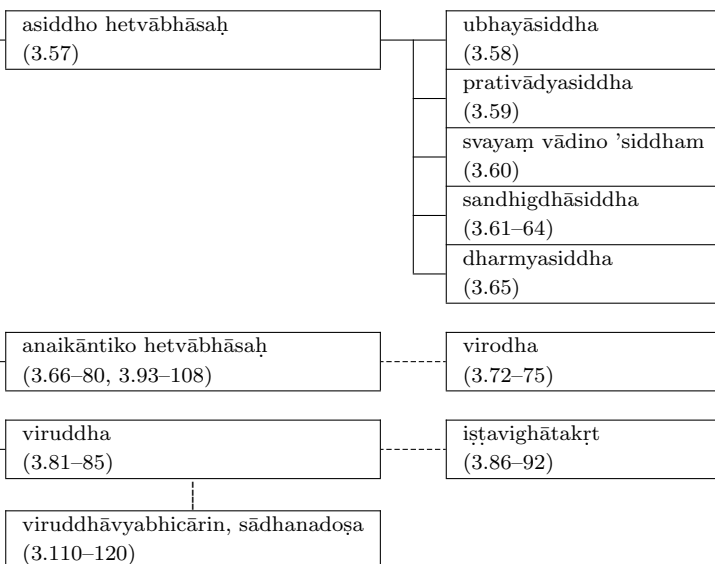 asiddho hetvābhāsaḥ
(3.57)
ubhayāsiddha
(3.58)
prativādyasiddha
(3.59)
svayaṃ vādino ’siddham
(3.60)
sandhigdhāsiddha
(3.61–64)
dharmyasiddha
(3.65)
anaikāntiko hetvābhāsaḥ
(3.66–80, 3.93–108)
virodha
(3.72–75)
viruddha
(3.81–85)
iṣṭavighātakṛt
(3.86–92)
viruddhāvyabhicārin, sādhanadoṣa
(3.110–120)